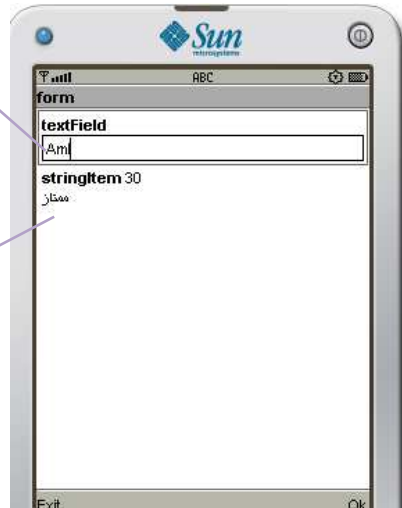 Sun
microsystems
ABC
form
textField
Aml
stringItem 30
ممتاز
Exit Ok